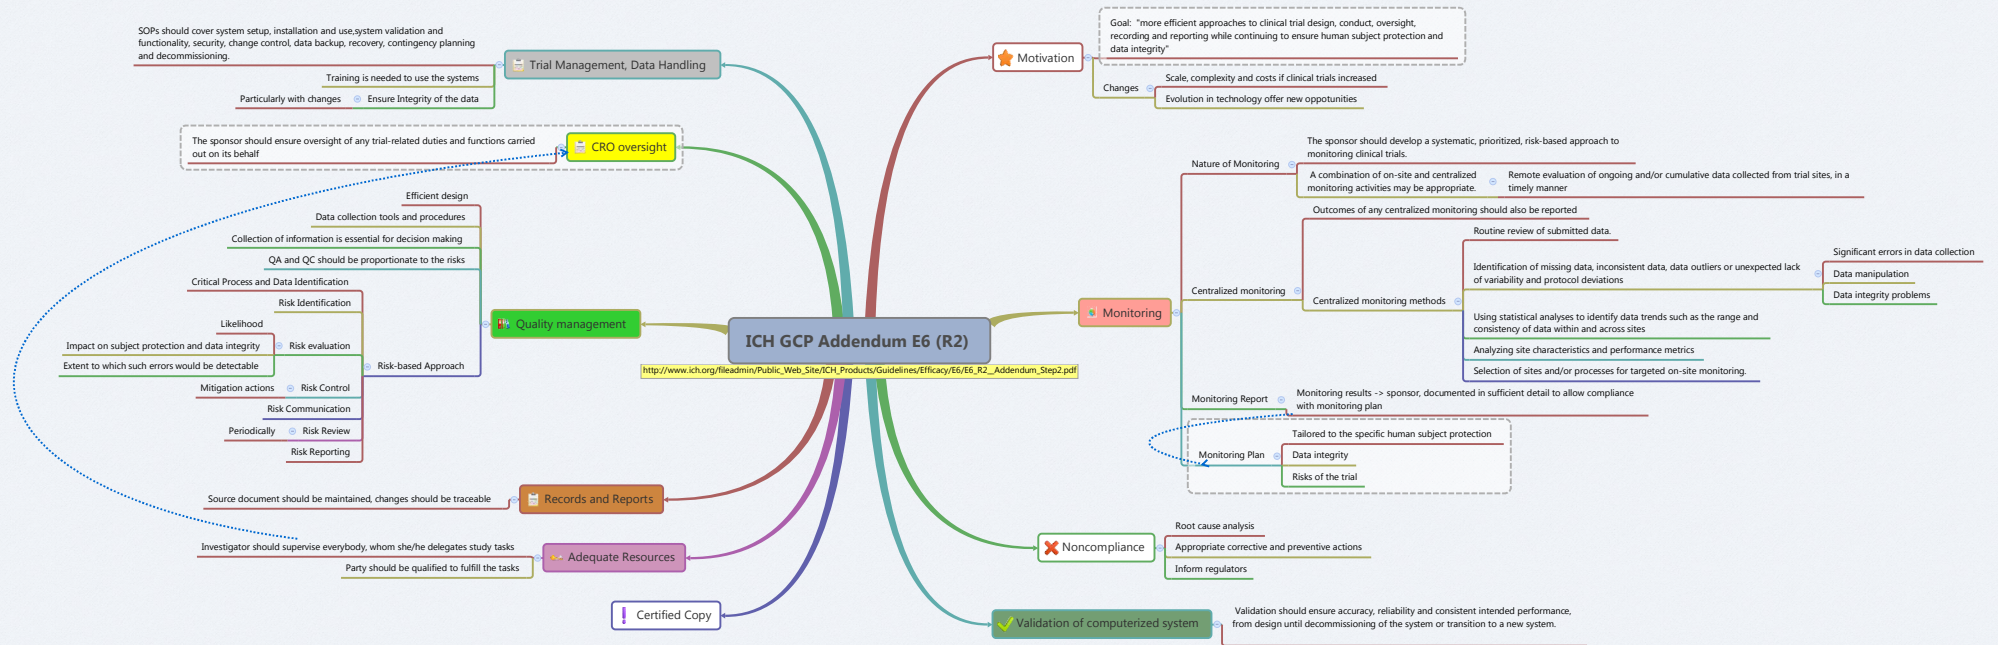 ICH GCP Addendum E6 (R2)
http://www.ich.org/fileadmin/Public_Web_Site/ICH_Products/Guidelines/Efficacy/E6/E6_R2__Addendum_Step2.pdf
Motivation
Goal: "more efficient approaches to clinical trial design, conduct, oversight,
recording and reporting while continuing to ensure human subject protection and
data integrity"
Changes
Scale, complexity and costs if clinical trials increased
Evolution in technology offer new oppotunities
Monitoring
Nature of Monitoring
The sponsor should develop a systematic, prioritized, risk-based approach to
monitoring clinical trials.
A combination of on-site and centralized
monitoring activities may be appropriate.
Remote evaluation of ongoing and/or cumulative data collected from trial sites, in a
timely manner
Centralized monitoring
Outcomes of any centralized monitoring should also be reported
Centralized monitoring methods
Routine review of submitted data.
Identification of missing data, inconsistent data, data outliers or unexpected lack
of variability and protocol deviations
Significant errors in data collection
Data manipulation
Data integrity problems
Using statistical analyses to identify data trends such as the range and
consistency of data within and across sites
Analyzing site characteristics and performance metrics
Selection of sites and/or processes for targeted on-site monitoring.
Monitoring Report
Monitoring results -> sponsor, documented in sufficient detail to allow compliance
with monitoring plan
Monitoring Plan
Tailored to the specific human subject protection
Data integrity
Risks of the trial
Noncompliance
Root cause analysis
Appropriate corrective and preventive actions
Inform regulators
Validation of computerized system
Validation should ensure accuracy, reliability and consistent intended performance,
from design until decommissioning of the system or transition to a new system.
Trial Management, Data Handling
SOPs should cover system setup, installation and use,system validation and
functionality, security, change control, data backup, recovery, contingency planning
and decommissioning.
Training is needed to use the systems
Ensure Integrity of the data
Particularly with changes
CRO oversight
The sponsor should ensure oversight of any trial-related duties and functions carried
out on its behalf
Quality management
Efficient design
Data collection tools and procedures
Collection of information is essential for decision making
QA and QC should be proportionate to the risks
Risk-based Approach
Critical Process and Data Identification
Risk Identification
Risk evaluation
Likelihood
Impact on subject protection and data integrity
Extent to which such errors would be detectable
Risk Control
Mitigation actions
Risk Communication
Risk Review
Periodically
Risk Reporting
Records and Reports
Source document should be maintained, changes should be traceable
Adequate Resources
Investigator should supervise everybody, whom she/he delegates study tasks
Party should be qualified to fulfill the tasks
Certified Copy